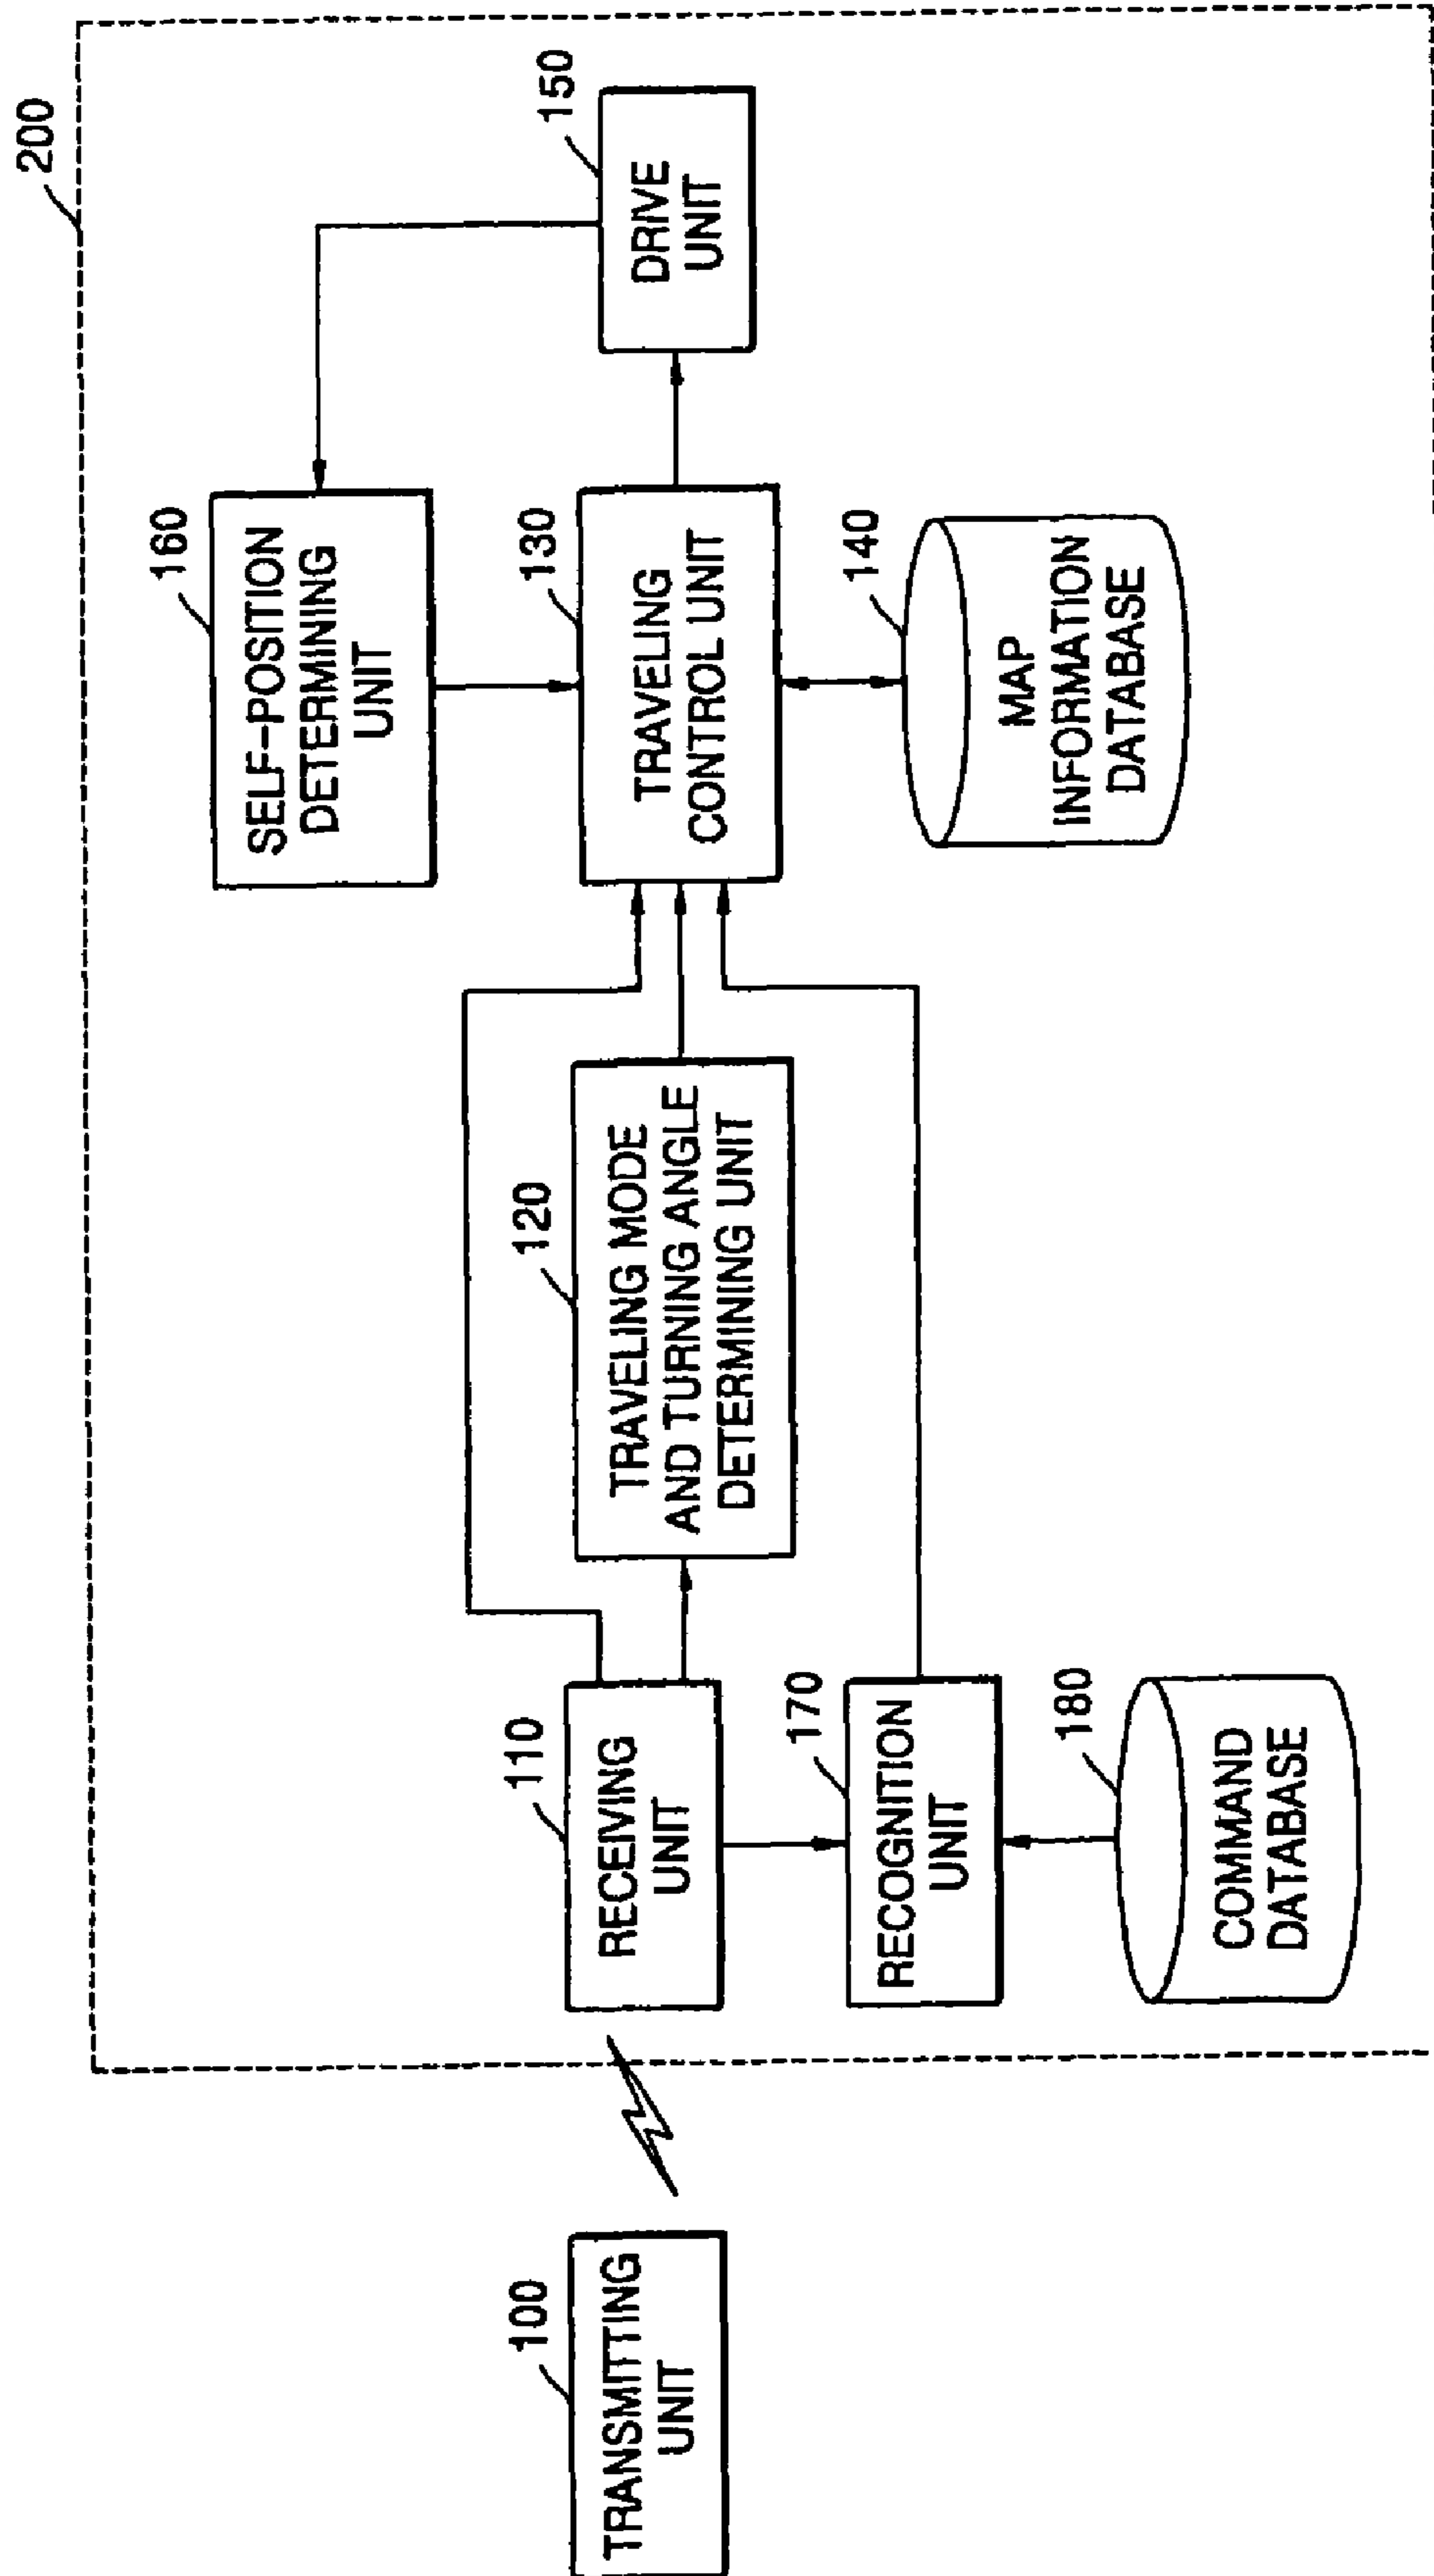 200
160
SELF-POSITION
DETERMINING
UNIT
150
DRIVE
UNIT
100
TRANSMITTING
UNIT
110
RECEIVING
UNIT
120
TRAVELING MODE
AND TURNING ANGLE
DETERMINING UNIT
130
TRAVELING
CONTROL UNIT
170
RECOGNITION
UNIT
140
MAP
INFORMATION
DATABASE
180
COMMAND
DATABASE